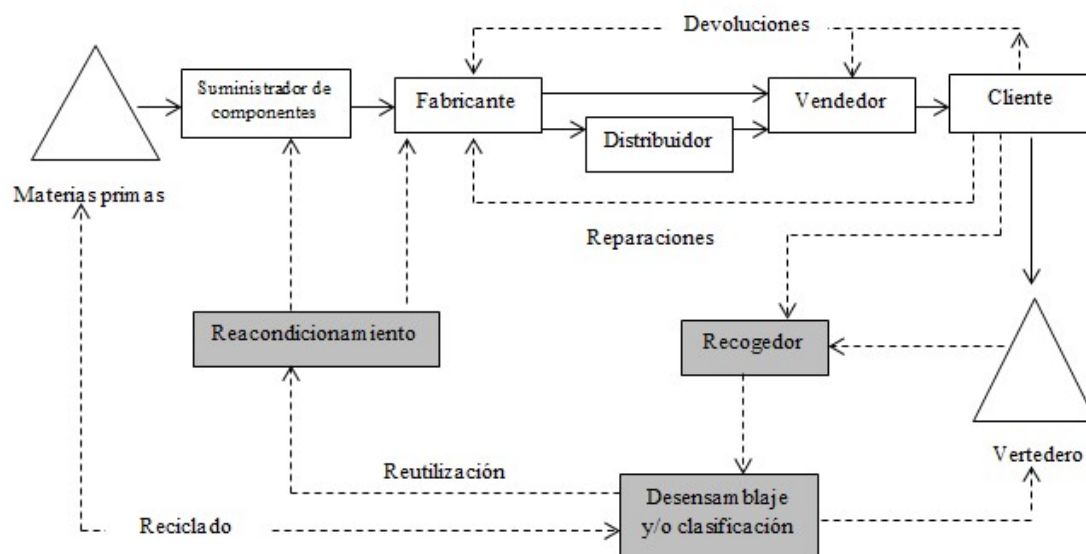 Devoluciones
Suministrador de
componentes
Fabricante
Vendedor
Cliente
Distribuidor
Materias primas
Reparaciones
Reacondicionamiento
Recogedor
Vertedero
Reutilización
Desensamblaje
y/o clasificación
Reciclado